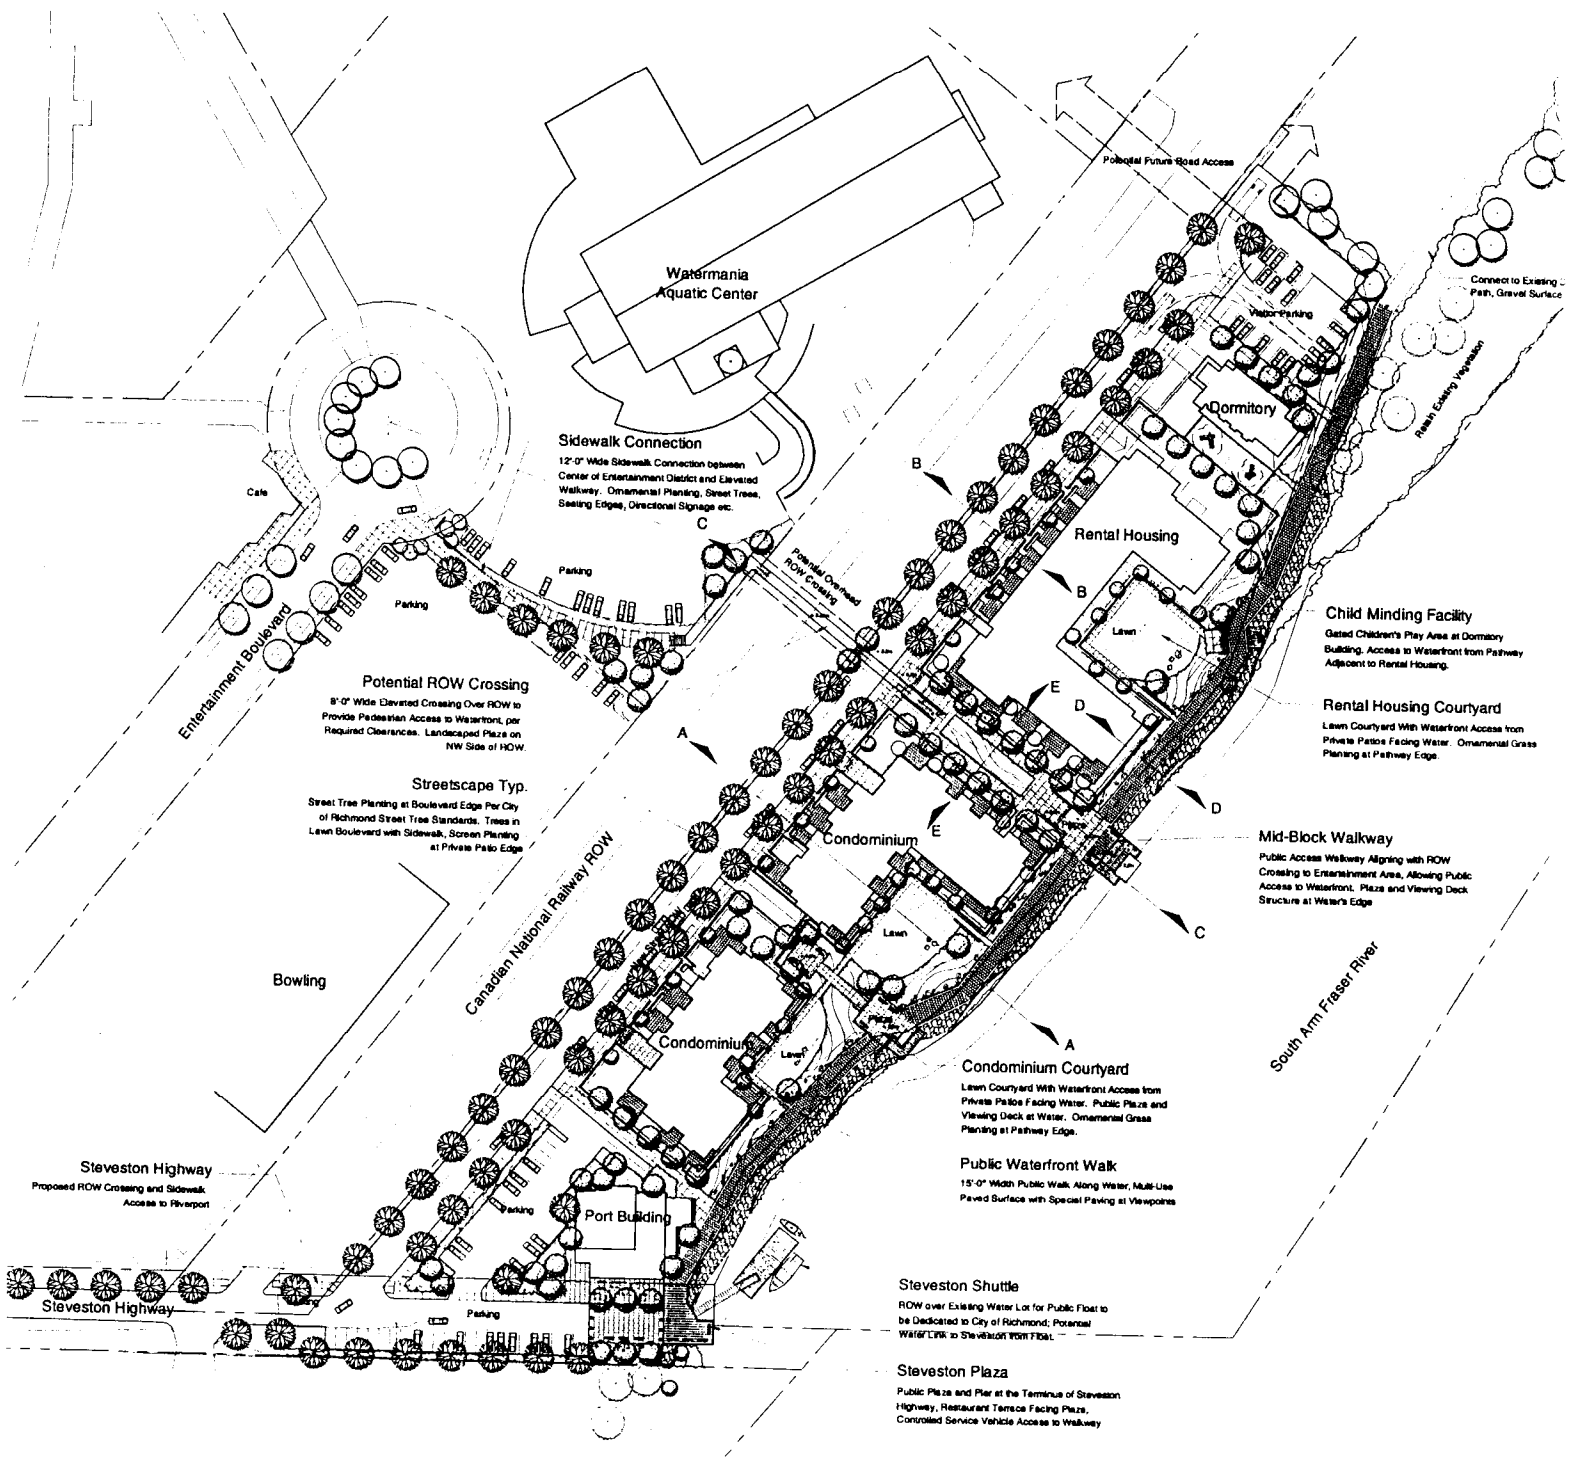 Potential Future Road Access
Watermania
Aquatic Center
Connect to Existing
Path, Gravel Surface
Visitor Parking
Retain Existing Vegetation
Dormitory
Sidewalk Connection
12'-0" Wide Sidewalk Connection between
Center of Entertainment District and Elevated
Walkway. Ornamental Planting, Street Trees,
Seating Edges, Directional Signage etc.
Cafe
B
C
Rental Housing
Potential Overhead
ROW Crossing
Parking
Parking
B
Entertainment Boulevard
Lawn
Child Minding Facility
Gated Children's Play Area at Dormitory
Building. Access to Waterfront from Pathway
Adjacent to Rental Housing.
Potential ROW Crossing
8'-0" Wide Elevated Crossing Over ROW to
Provide Pedestrian Access to Waterfront, per
Required Clearances. Landscaped Plaza on
NW Side of ROW.
E
D
Rental Housing Courtyard
Lawn Courtyard With Waterfront Access from
Private Patios Facing Water. Ornamental Grass
Planting at Pathway Edge.
A
Streetscape Typ.
Street Tree Planting at Boulevard Edge Per City
of Richmond Street Tree Standards. Trees in
Lawn Boulevard with Sidewalk, Screen Planting
at Private Patio Edge
D
E
Plaza
Condominium
Mid-Block Walkway
Public Access Walkway Aligning with ROW
Crossing to Entertainment Area, Allowing Public
Access to Waterfront. Plaza and Viewing Deck
Structure at Water's Edge
Canadian National Railway ROW
Lawn
C
Bowling
South Arm Fraser River
Plaza
Condominium
Lawn
A
Condominium Courtyard
Lawn Courtyard With Waterfront Access from
Private Patios Facing Water. Public Plaza and
Viewing Deck at Water. Ornamental Grass
Planting at Pathway Edge.
Steveston Highway
Proposed ROW Crossing and Sidewalk
Access to Riverport
Public Waterfront Walk
15'-0" Width Public Walk Along Water, Multi-Use
Paved Surface with Special Paving at Viewpoints
Parking
Port Building
Steveston Highway
Parking
Steveston Shuttle
ROW over Existing Water Lot for Public Float to
be Dedicated to City of Richmond; Potential
Water Link to Steveston from Float.
Steveston Plaza
Public Plaza and Pier at the Terminus of Steveston
Highway, Restaurant Terrace Facing Plaza,
Controlled Service Vehicle Access to Walkway